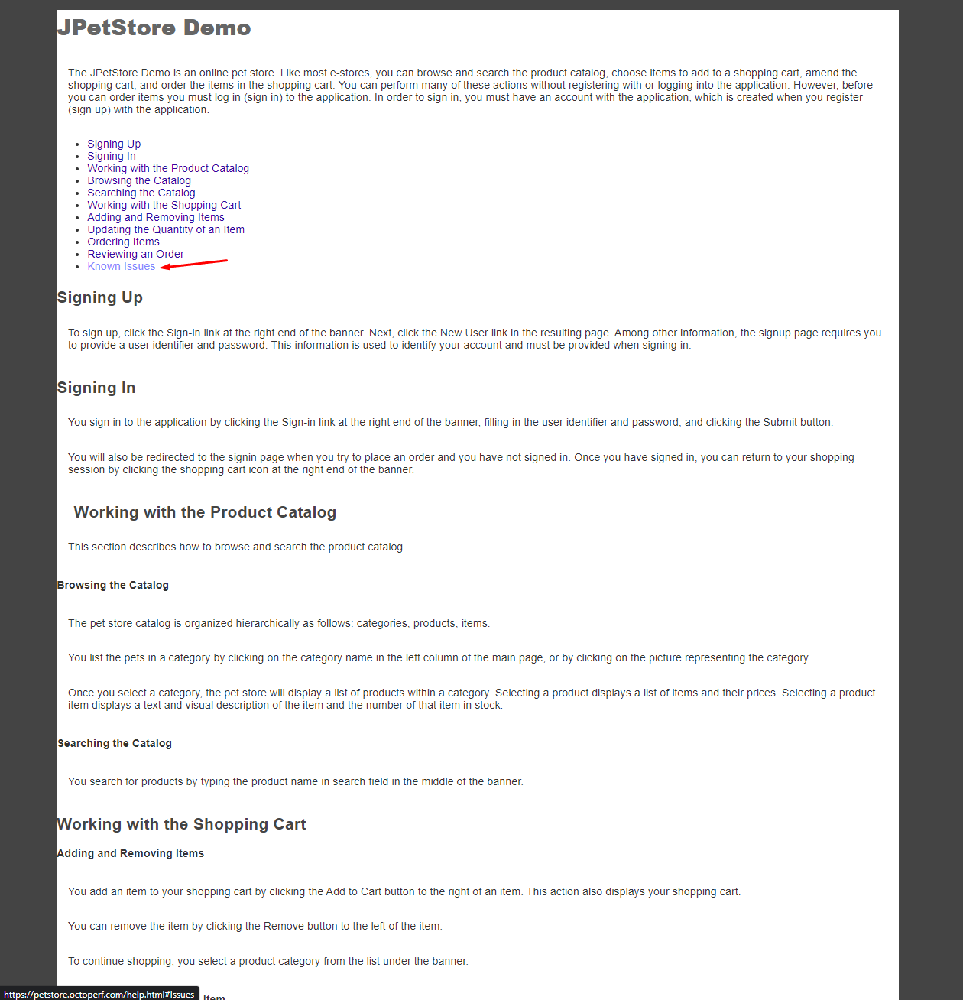 JPetStore Demo
The JPetStore Demo is an online pet store. Like most e-stores, you can browse and search the product catalog, choose items to add to a shopping cart, amend the
shopping cart, and order the items in the shopping cart. You can perform many of these actions without registering with or logging into the application. However, before
you can order items you must log in (sign in) to the application. In order to sign in, you must have an account with the application, which is created when you register
(sign up) with the application.
• Signing Up
• Signing In
• Working with the Product Catalog
• Browsing the Catalog
• Searching the Catalog
• Working with the Shopping Cart
• Adding and Removing Items
• Updating the Quantity of an Item
• Ordering Items
• Reviewing an Order
• Known Issues
Signing Up
To sign up, click the Sign-in link at the right end of the banner. Next, click the New User link in the resulting page. Among other information, the signup page requires you
to provide a user identifier and password. This information is used to identify your account and must be provided when signing in.
Signing In
You sign in to the application by clicking the Sign-in link at the right end of the banner, filling in the user identifier and password, and clicking the Submit button.
You will also be redirected to the signin page when you try to place an order and you have not signed in. Once you have signed in, you can return to your shopping
session by clicking the shopping cart icon at the right end of the banner.
Working with the Product Catalog
This section describes how to browse and search the product catalog.
Browsing the Catalog
The pet store catalog is organized hierarchically as follows: categories, products, items.
You list the pets in a category by clicking on the category name in the left column of the main page, or by clicking on the picture representing the category.
Once you select a category, the pet store will display a list of products within a category. Selecting a product displays a list of items and their prices. Selecting a product
item displays a text and visual description of the item and the number of that item in stock.
Searching the Catalog
You search for products by typing the product name in search field in the middle of the banner.
Working with the Shopping Cart
Adding and Removing Items
You add an item to your shopping cart by clicking the Add to Cart button to the right of an item. This action also displays your shopping cart.
You can remove the item by clicking the Remove button to the left of the item.
To continue shopping, you select a product category from the list under the banner.
https://petstore.octoperf.com/help.html#Issues
Item